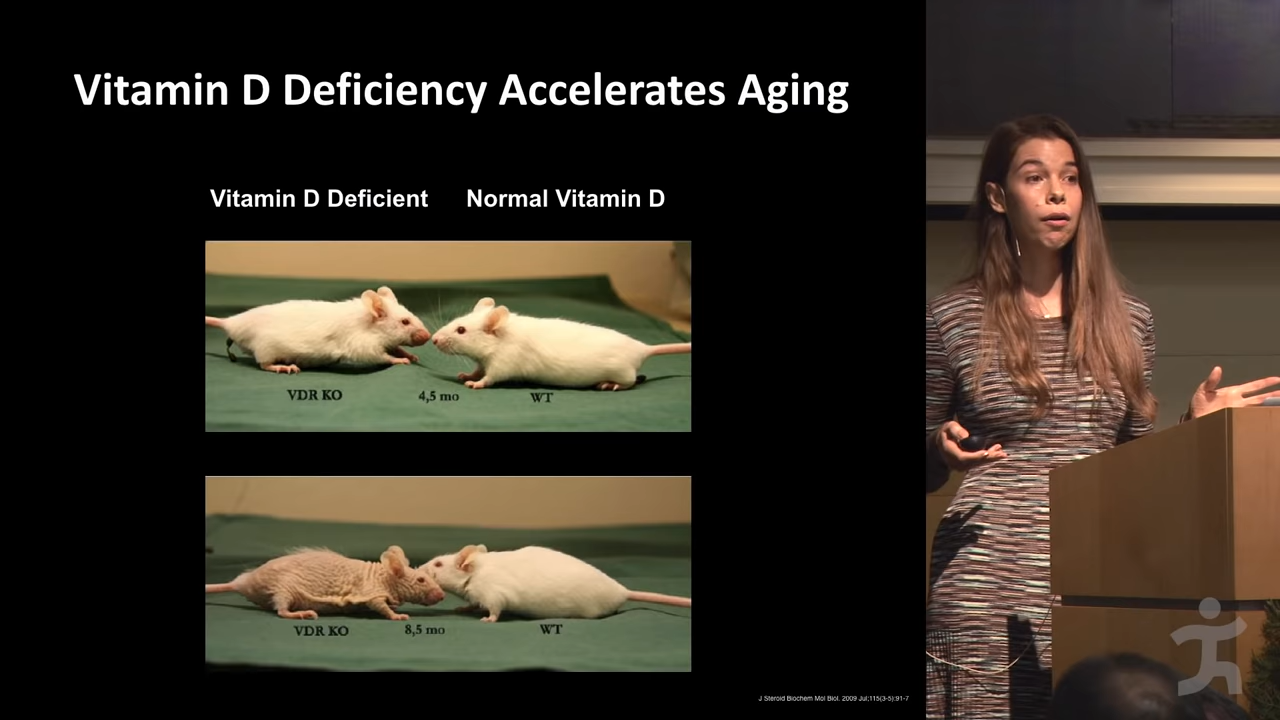 Vitamin D Deficiency Accelerates Aging
Vitamin D Deficient Normal Vitamin D
VDR KO 4,5 mo WT
VDR KO 8,5 mo WT
J Steroid Biochem Mol Biol. 2009 Jul;115(3-5):91-7